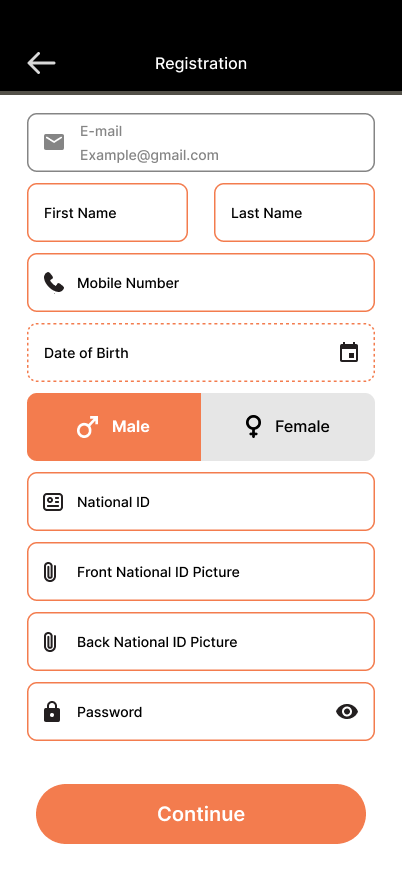 Registration
E-mail
Example@gmail.com
First Name
Last Name
Mobile Number
Date of Birth
Male
Female
National ID
Front National ID Picture
Back National ID Picture
Password
Continue